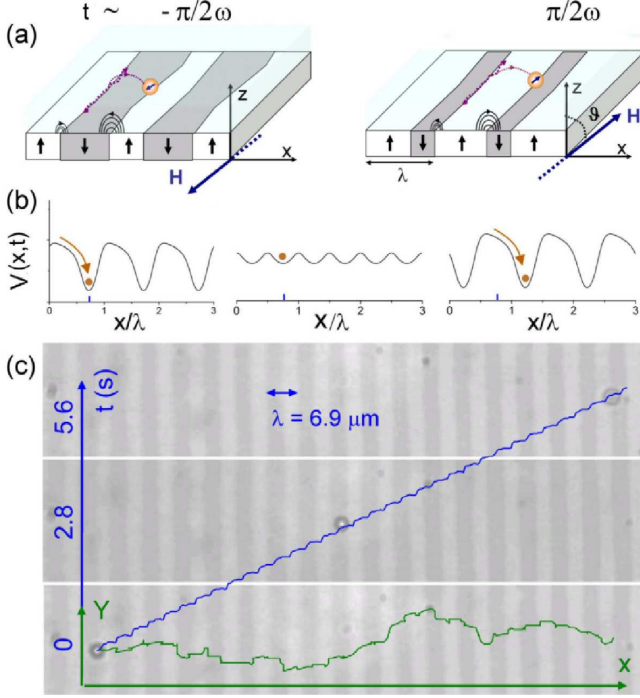 t ~ - π/2ω π/2ω
(a)
z z ϑ H
x x
H λ
(b)
V(x,t)
0 1 2 3 0 1 2 3 0 1 2 3
x/λ X/λ x/λ
(c)
t (s)
5.6
λ = 6.9 μm
2.8
Y
0
x